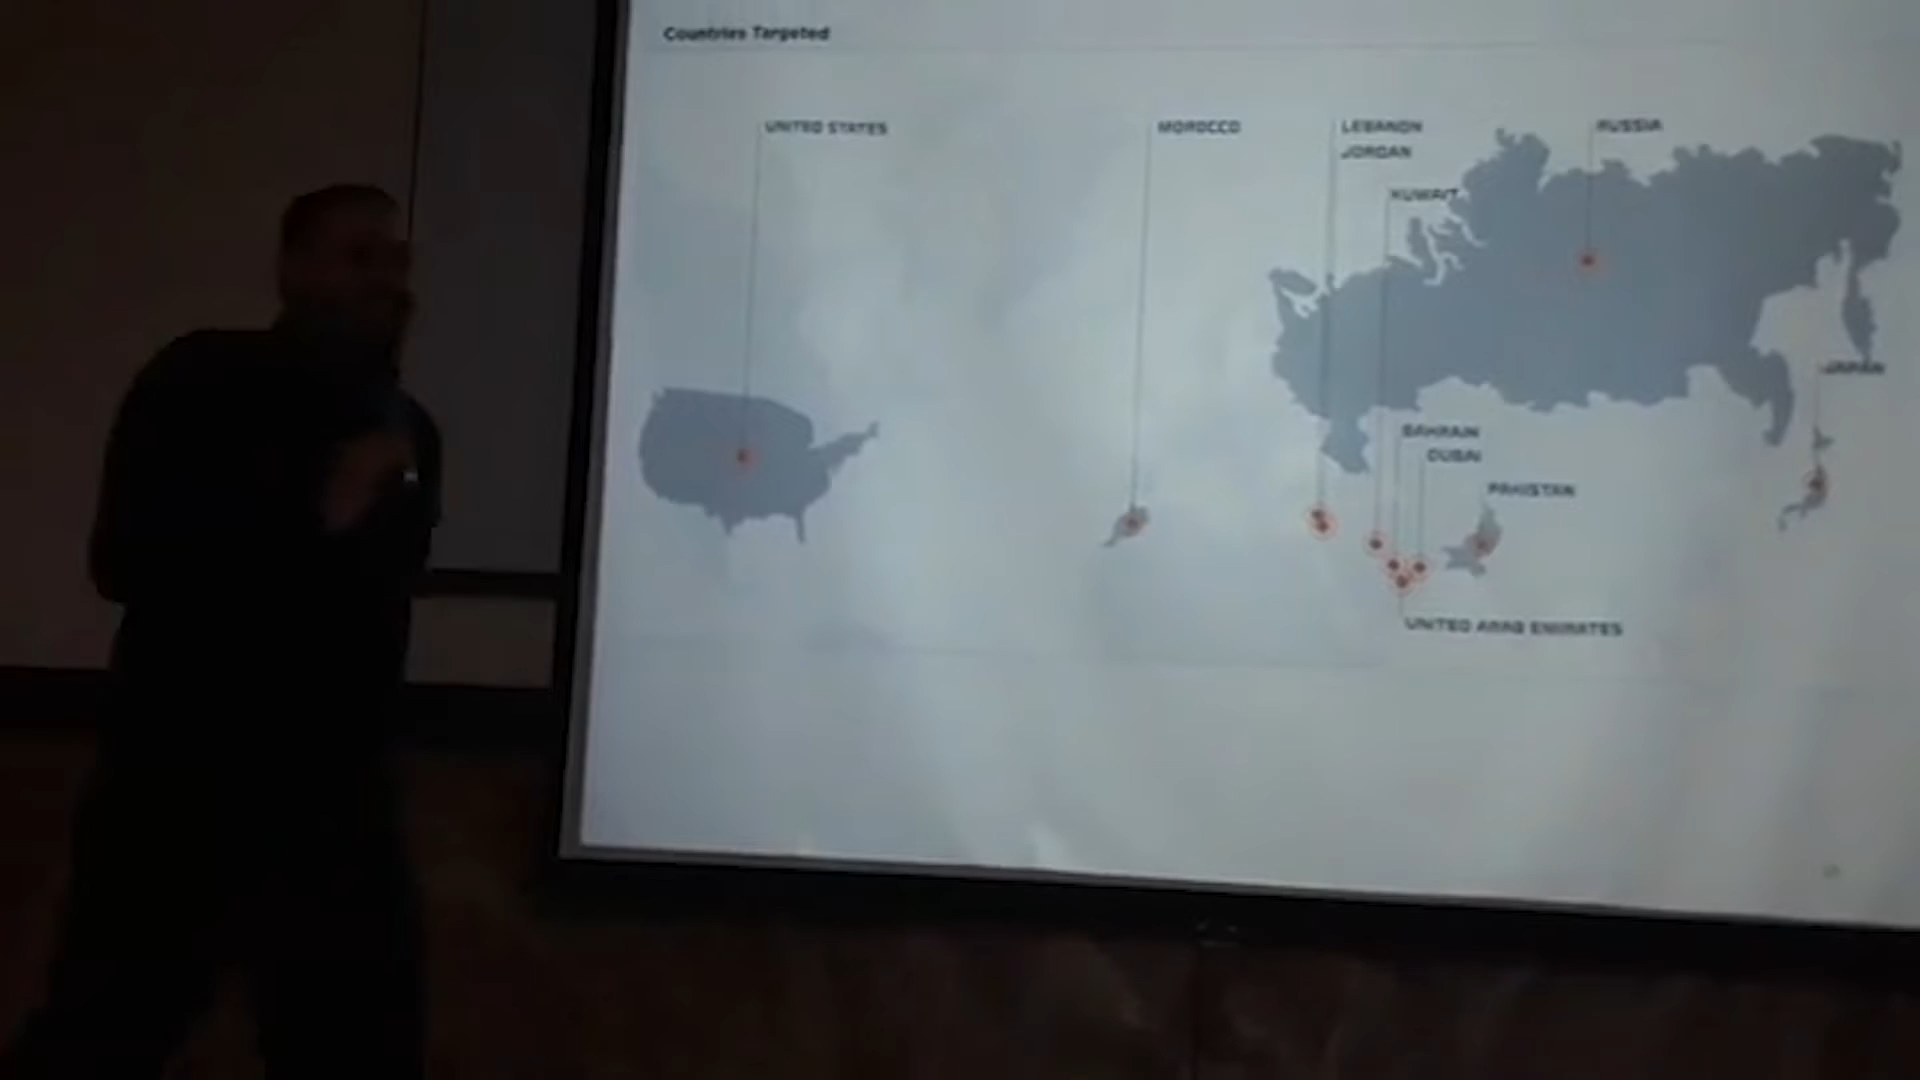 Countries Targeted
UNITED STATES
MOROCCO
LEBANON
JORDAN
RUSSIA
KUWAIT
JAPAN
BAHRAIN
DUBAI
PAKISTAN
UNITED ARAB EMIRATES